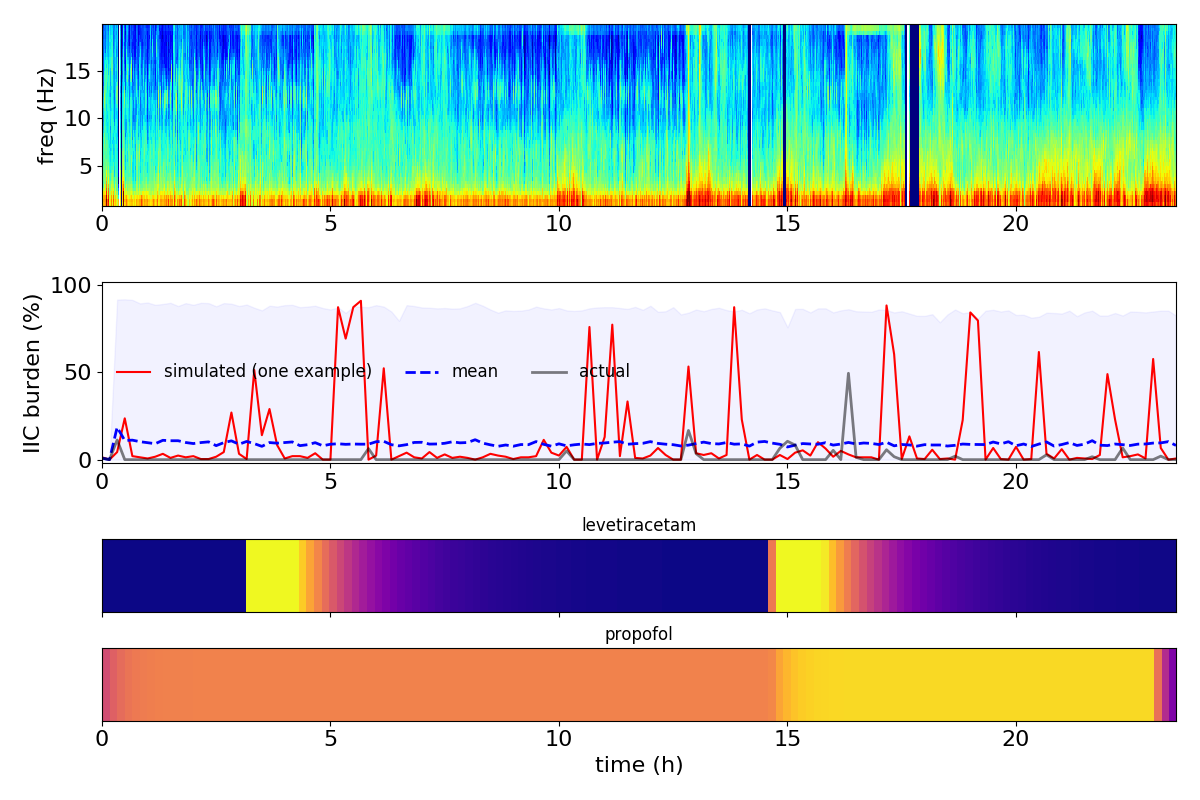 freq (Hz)
15
10
5
0 5 10 15 20
IIC burden (%)
100
50
0
simulated (one example) mean actual
0 5 10 15 20
levetiracetam
propofol
0 5 10 15 20
time (h)